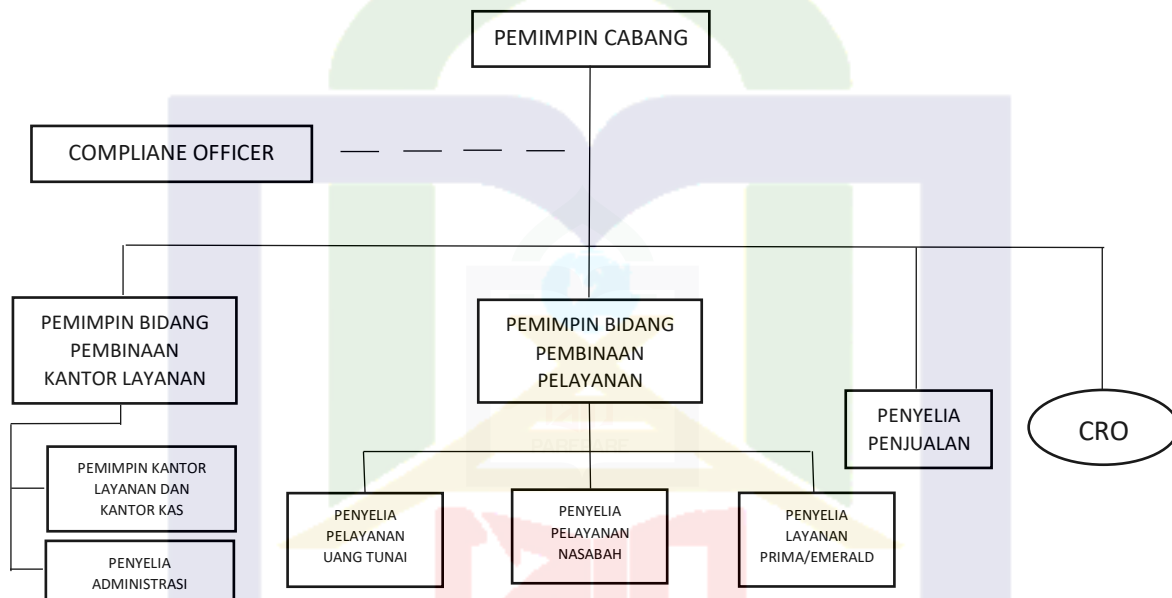 PEMIMPIN CABANG
COMPLIANE OFFICER
PEMIMPIN BIDANG
PEMBINAAN
KANTOR LAYANAN
PEMIMPIN BIDANG
PEMBINAAN
PELAYANAN
PENYELIA
PENJUALAN
CRO
PEMIMPIN KANTOR
LAYANAN DAN
KANTOR KAS
PENYELIA
ADMINISTRASI
PENYELIA
PELAYANAN
UANG TUNAI
PENYELIA
PELAYANAN
NASABAH
PENYELIA
LAYANAN
PRIMA/EMERALD
PAREPARE